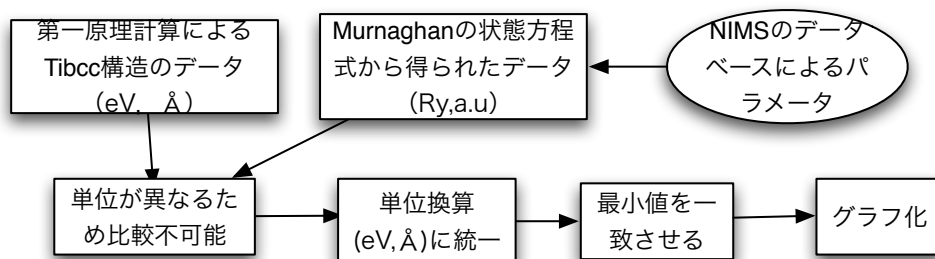 第一原理計算による
Tibcc構造のデータ
（eV, Å）
Murnaghanの状態方程
式から得られたデータ
（Ry,a.u）
NIMSのデータ
ベースによるパ
ラメータ
単位が異なるた
め比較不可能
単位換算
(eV,Å)に統一
最小値を一
致させる
グラフ化